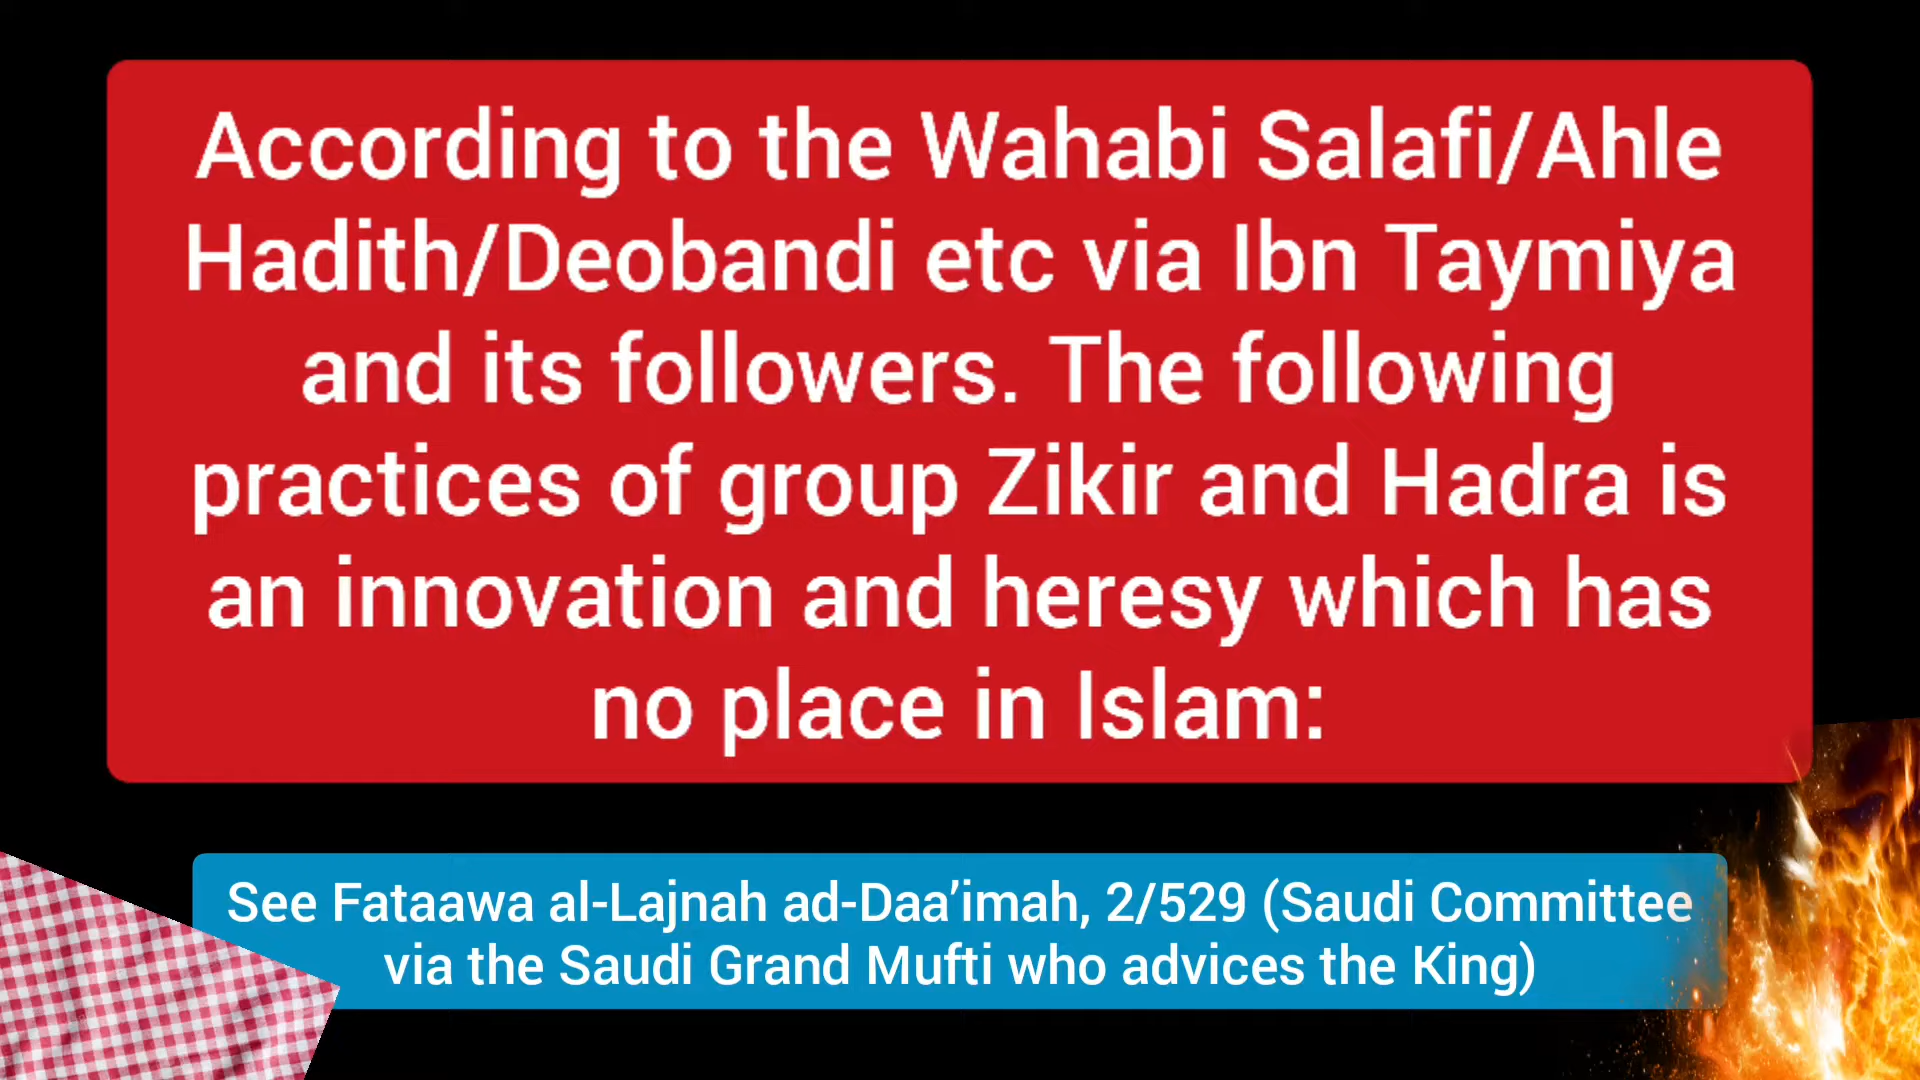 According to the Wahabi Salafi/Ahle
Hadith/Deobandi etc via Ibn Taymiya
and its followers. The following
practices of group Zikir and Hadra is
an innovation and heresy which has
no place in Islam:
See Fataawa al-Lajnah ad-Daa’imah, 2/529 (Saudi Committee
via the Saudi Grand Mufti who advices the King)